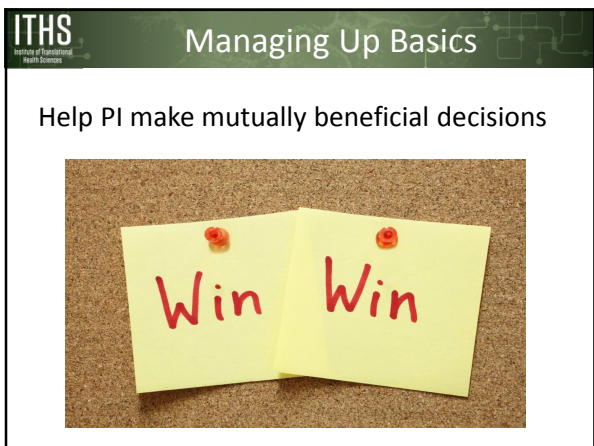 ITHS
Institute of Translational
Health Sciences
Managing Up Basics
Help PI make mutually beneficial decisions
Win
Win